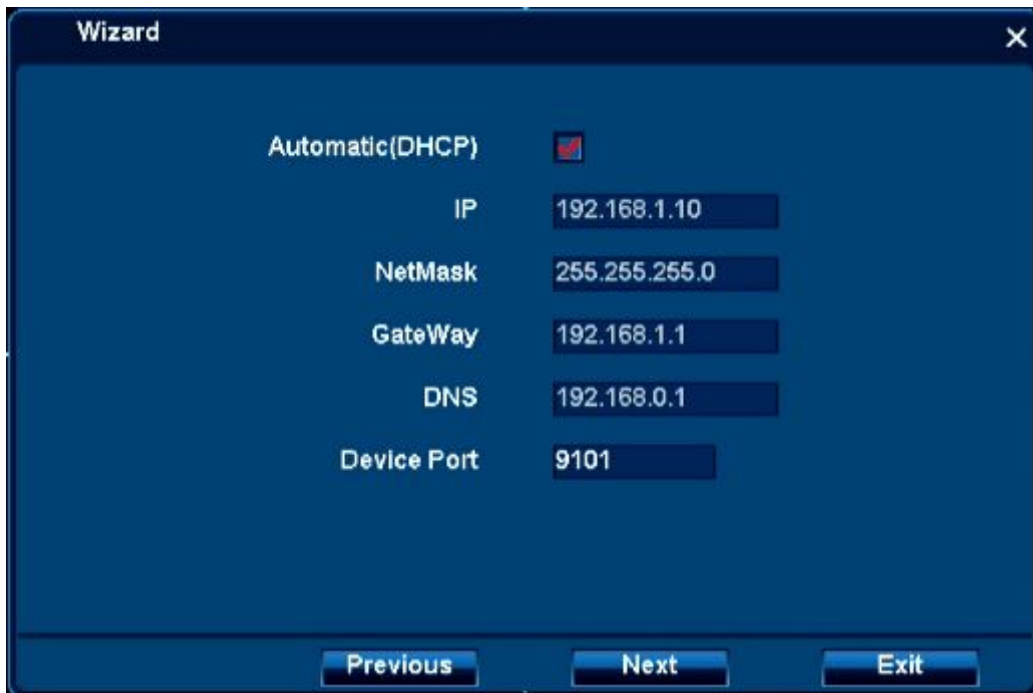 Wizard
Automatic(DHCP)
IP 192.168.1.10
NetMask 255.255.255.0
GateWay 192.168.1.1
DNS 192.168.0.1
Device Port 9101
Previous Next Exit